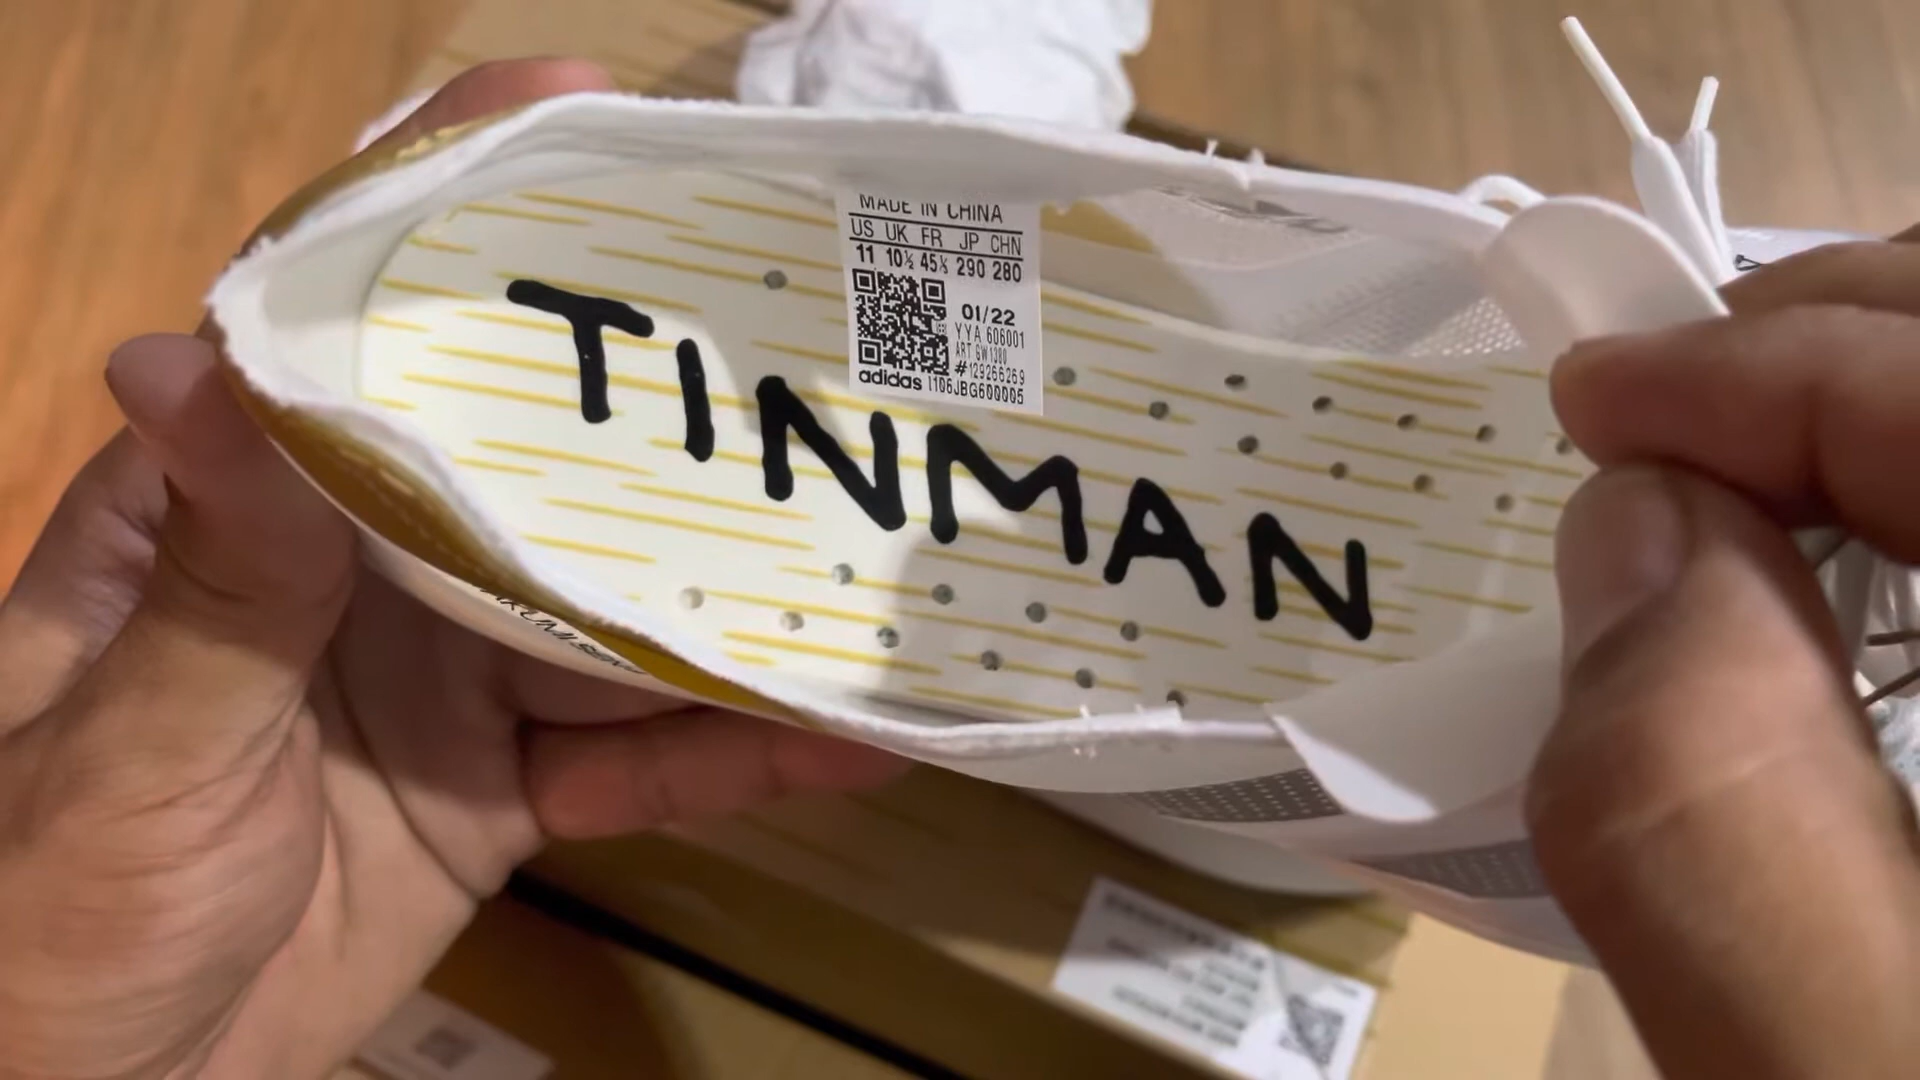 MADE IN CHINA
US UK FR JP CHN
11 10½ 45⅓ 290 280
01/22
YYA 606001
ART GW1380
#129266269
adidas 1106JBG600005
TINMAN